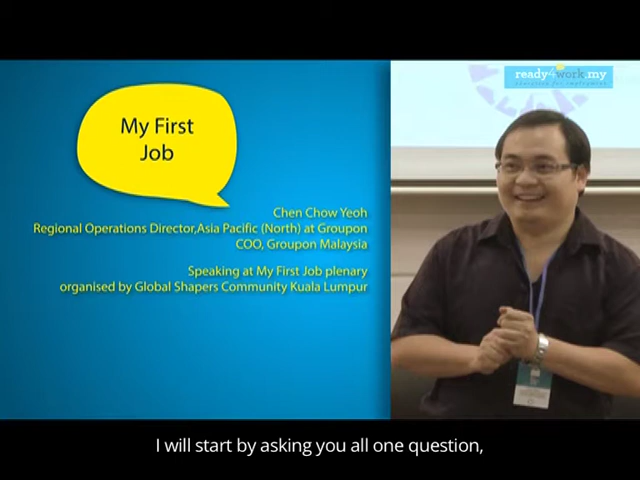 ready4work.my
My First
Job
Chen Chow Yeoh
Regional Operations Director,Asia Pacific (North) at Groupon
COO, Groupon Malaysia
Speaking at My First Job plenary
organised by Global Shapers Community Kuala Lumpur
I will start by asking you all one question,